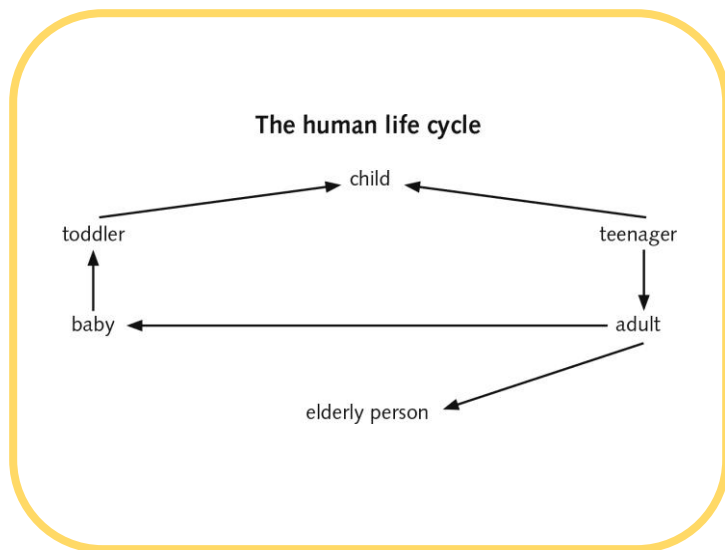 The human life cycle
child
toddler
teenager
baby
adult
elderly person